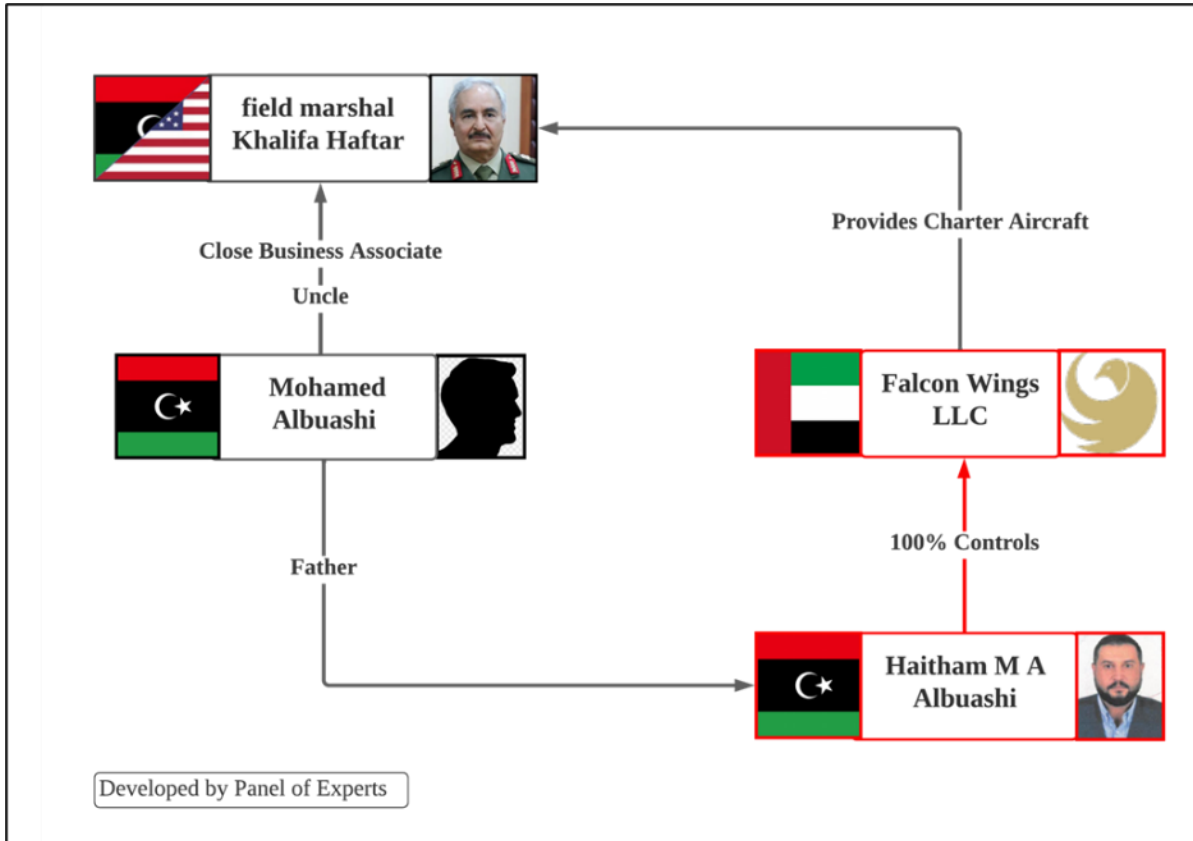 field marshal
Khalifa Haftar
Provides Charter Aircraft
Close Business Associate
Uncle
Mohamed
Albuashi
Falcon Wings
LLC
100% Controls
Father
Haitham M A
Albuashi
Developed by Panel of Experts